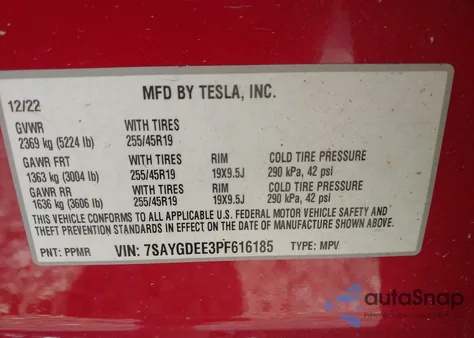 MFD BY TESLA, INC.
12/22
GVWR WITH TIRES
2369 kg (5224 lb) 255/45R19
GAWR FRT WITH TIRES RIM COLD TIRE PRESSURE
1363 kg (3004 lb) 255/45R19 19X9.5J 290 kPa, 42 psi
GAWR RR WITH TIRES RIM COLD TIRE PRESSURE
1636 kg (3606 lb) 255/45R19 19X9.5J 290 kPa, 42 psi
THIS VEHICLE CONFORMS TO ALL APPLICABLE U.S. FEDERAL MOTOR VEHICLE SAFETY AND
THEFT PREVENTION STANDARDS IN EFFECT ON THE DATE OF MANUFACTURE SHOWN ABOVE.
PNT: PPMR VIN: 7SAYGDEE3PF616185 TYPE: MPV
autaSnap